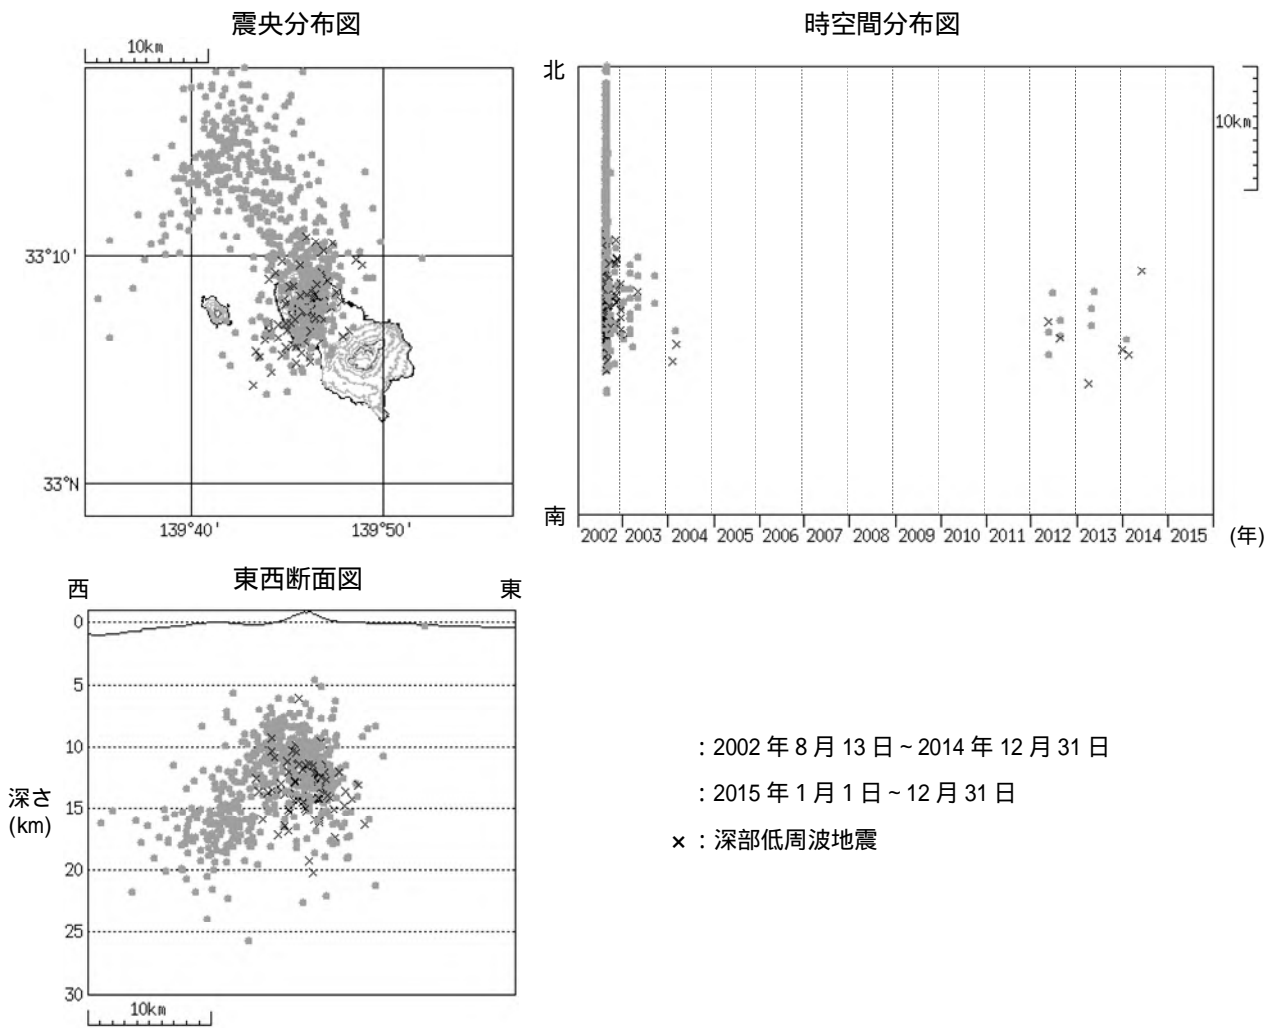 震央分布図
10km
33°10'
33°N
139°40'
139°50'
時空間分布図
北
南
10km
2002 2003 2004 2005 2006 2007 2008 2009 2010 2011 2012 2013 2014 2015 (年)
東西断面図
西
東
0
5
10
15
20
25
30
深さ
(km)
10km
：2002 年 8 月 13 日 ~ 2014 年 12 月 31 日
：2015 年 1 月 1 日 ~ 12 月 31 日
×：深部低周波地震